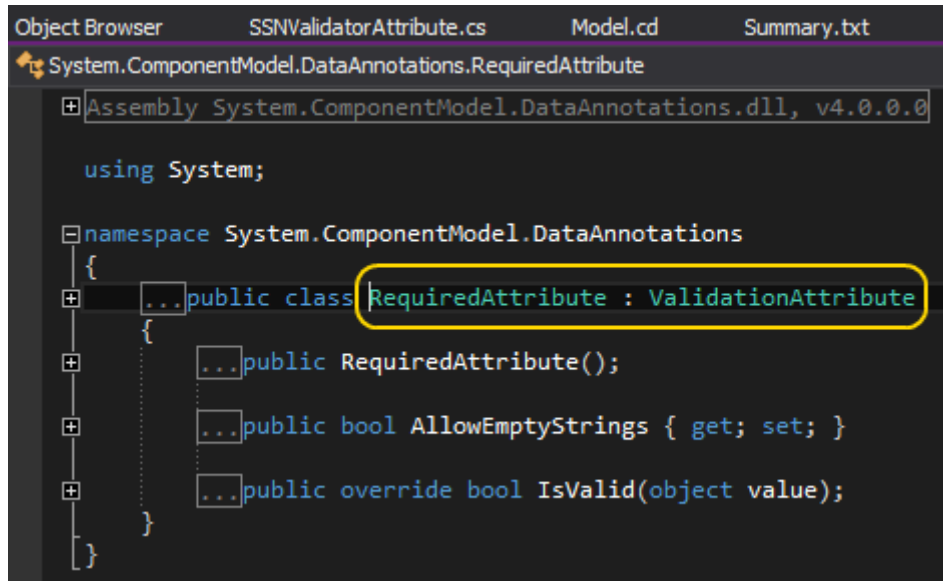 Object Browser SSNValidatorAttribute.cs Model.cd Summary.txt
System.ComponentModel.DataAnnotations.RequiredAttribute
Assembly System.ComponentModel.DataAnnotations.dll, v4.0.0.0
using System;
namespace System.ComponentModel.DataAnnotations
{
...public class RequiredAttribute : ValidationAttribute
{
...public RequiredAttribute();
...public bool AllowEmptyStrings { get; set; }
...public override bool IsValid(object value);
}
}